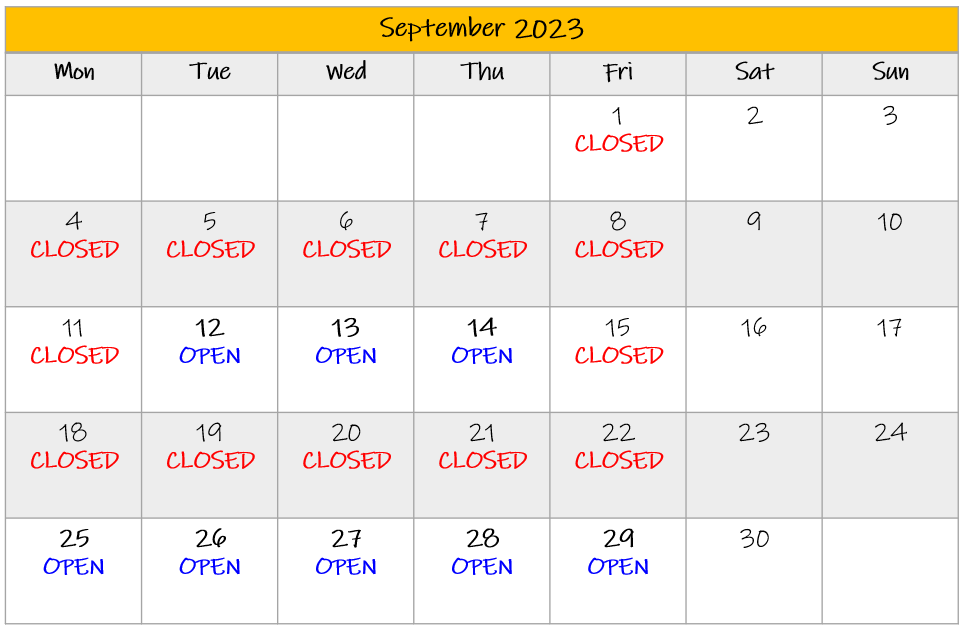 September 2023
Mon Tue Wed Thu Fri Sat Sun
1 2 3
CLOSED
4 5 6 7 8 9 10
CLOSED CLOSED CLOSED CLOSED CLOSED
11 12 13 14 15 16 17
CLOSED OPEN OPEN OPEN CLOSED
18 19 20 21 22 23 24
CLOSED CLOSED CLOSED CLOSED CLOSED
25 26 27 28 29 30
OPEN OPEN OPEN OPEN OPEN